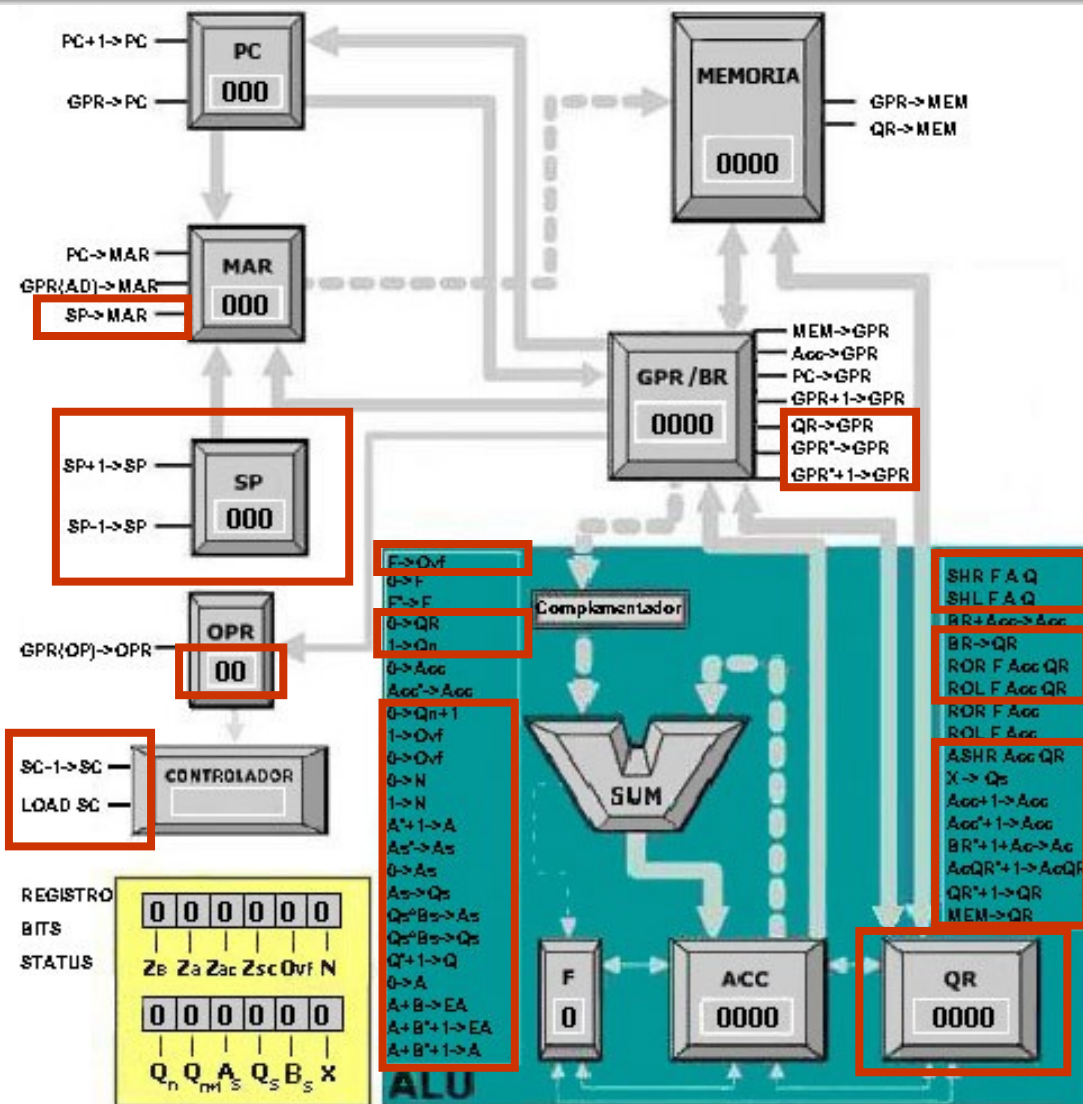 PC+1->PC
GPR->PC
PC
000
MEMORIA
0000
GPR->MEM
QR->MEM
PC->MAR
GPR(AD)->MAR
SP->MAR
MAR
000
GPR/BR
0000
MEM->GPR
Acc->GPR
PC->GPR
GPR+1->GPR
QR->GPR
GPR'->GPR
GPR'+1->GPR
SP+1->SP
SP-1->SP
SP
000
GPR(OP)->OPR
OPR
00
SC-1->SC
LOAD SC
CONTROLADOR
F->Ovf
0->F
F'->F
0->QR
1->Qn
0->Acc
Acc'->Acc
0->Qn+1
1->Ovf
0->Ovf
0->N
1->N
A'+1->A
As'->As
0->As
As->Qs
Qs^Bs->As
Qs^Bs->Qs
Q'+1->Q
0->A
A+B->EA
A+B'+1->EA
A+B'+1->A
Complementador
SUM
SHR F A Q
SHL F A Q
BR+Acc->Acc
BR->QR
ROR F Acc QR
ROL F Acc QR
ROR F Acc
ROL F Acc
ASHR Acc QR
X -> Qs
Acc+1->Acc
Acc'+1->Acc
BR'+1+Ac->Ac
AcQR'+1->AcQR
QR'+1->QR
MEM->QR
F
0
ACC
0000
QR
0000
ALU
REGISTRO
BITS
STATUS
0 0 0 0 0 0
ZB Za Zac Zsc Ovf N
0 0 0 0 0 0
Qn Qn+1 As Qs Bs X